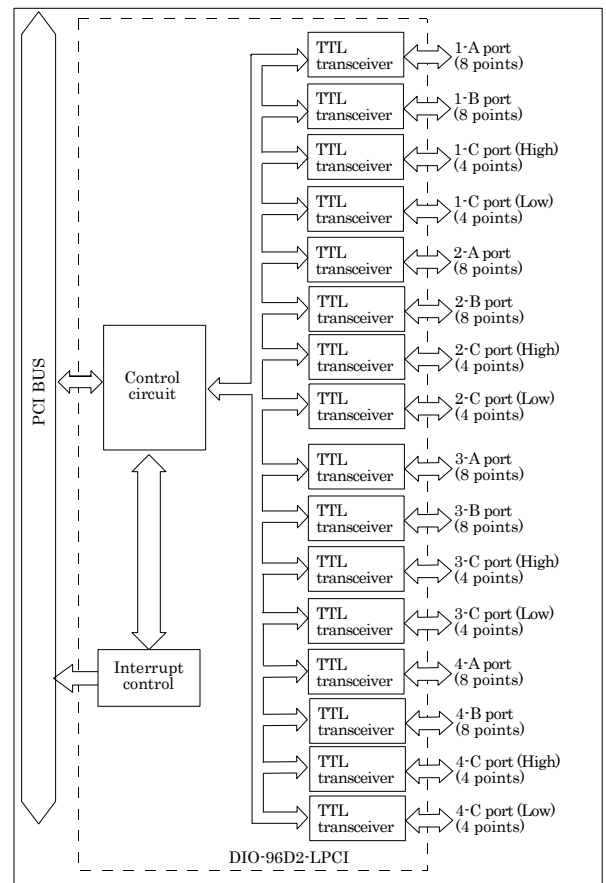 TTL
transceiver
1-A port
(8 points)
TTL
transceiver
1-B port
(8 points)
TTL
transceiver
1-C port (High)
(4 points)
TTL
transceiver
1-C port (Low)
(4 points)
TTL
transceiver
2-A port
(8 points)
TTL
transceiver
2-B port
(8 points)
TTL
transceiver
2-C port (High)
(4 points)
TTL
transceiver
2-C port (Low)
(4 points)
TTL
transceiver
3-A port
(8 points)
TTL
transceiver
3-B port
(8 points)
TTL
transceiver
3-C port (High)
(4 points)
TTL
transceiver
3-C port (Low)
(4 points)
TTL
transceiver
4-A port
(8 points)
TTL
transceiver
4-B port
(8 points)
TTL
transceiver
4-C port (High)
(4 points)
TTL
transceiver
4-C port (Low)
(4 points)
PCI BUS
Control
circuit
Interrupt
control
DIO-96D2-LPCI